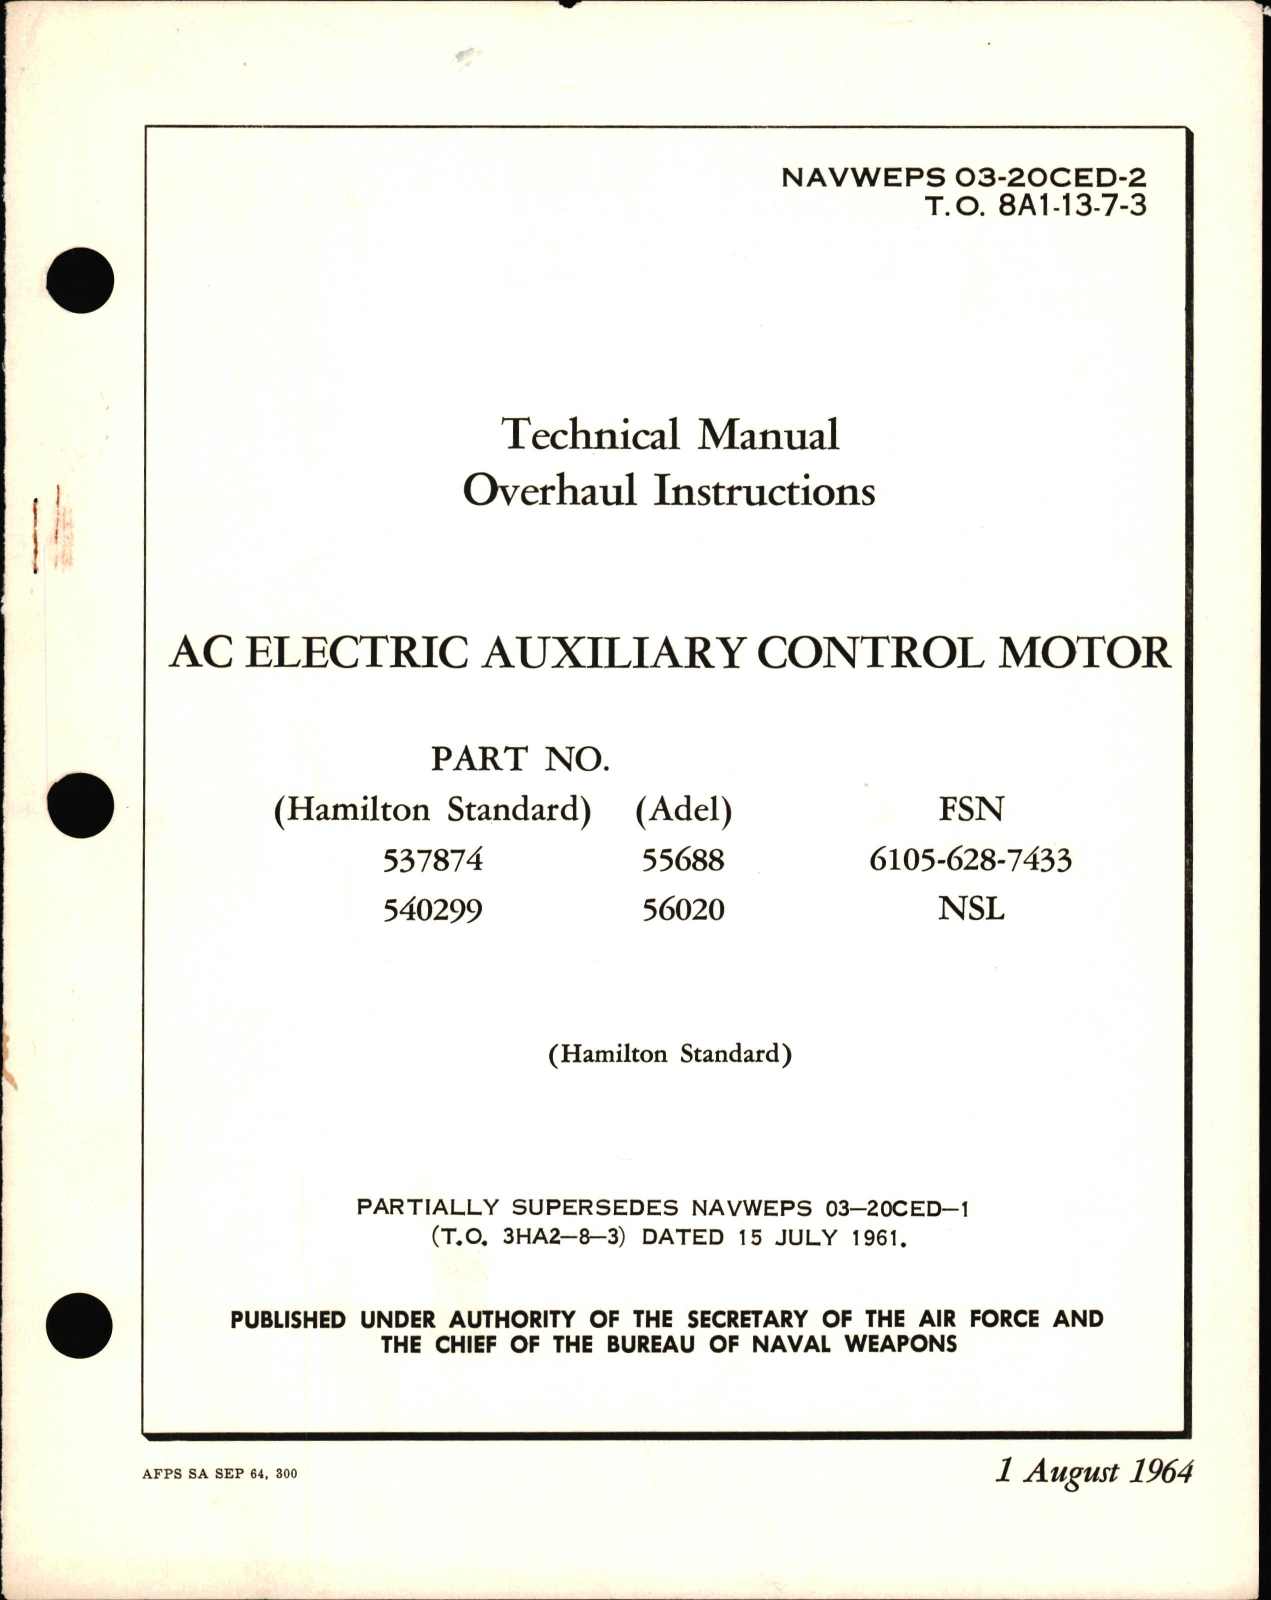 NAVWEPS 03-20CED-2
T.O. 8A1-13-7-3
Technical Manual
Overhaul Instructions
AC ELECTRIC AUXILIARY CONTROL MOTOR
PART NO.
(Hamilton Standard) (Adel) FSN
537874 55688 6105-628-7433
540299 56020 NSL
(Hamilton Standard)
PARTIALLY SUPERSEDES NAVWEPS 03—20CED—1
(T.O. 3HA2—8—3) DATED 15 JULY 1961.
PUBLISHED UNDER AUTHORITY OF THE SECRETARY OF THE AIR FORCE AND
THE CHIEF OF THE BUREAU OF NAVAL WEAPONS
AFPS SA SEP 64, 300
1 August 1964